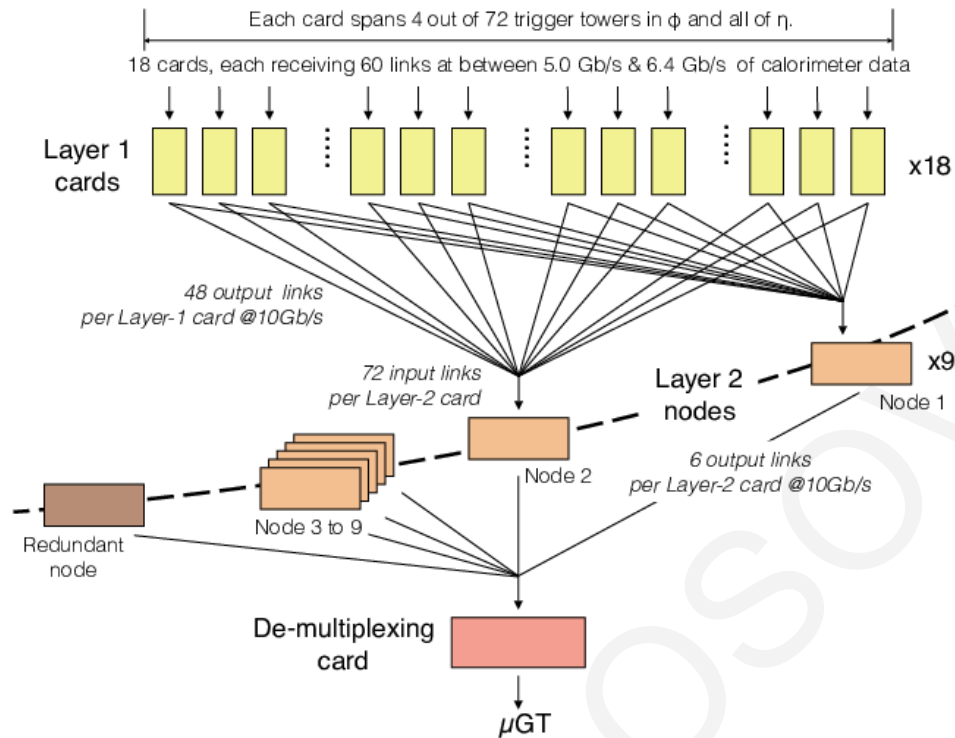 Each card spans 4 out of 72 trigger towers in ϕ and all of η.
18 cards, each receiving 60 links at between 5.0 Gb/s & 6.4 Gb/s of calorimeter data
Layer 1
cards
x18
48 output links
per Layer-1 card @10Gb/s
72 input links
per Layer-2 card
Layer 2
nodes
x9
Node 1
6 output links
per Layer-2 card @10Gb/s
Node 2
Node 3 to 9
Redundant
node
De-multiplexing
card
µGT